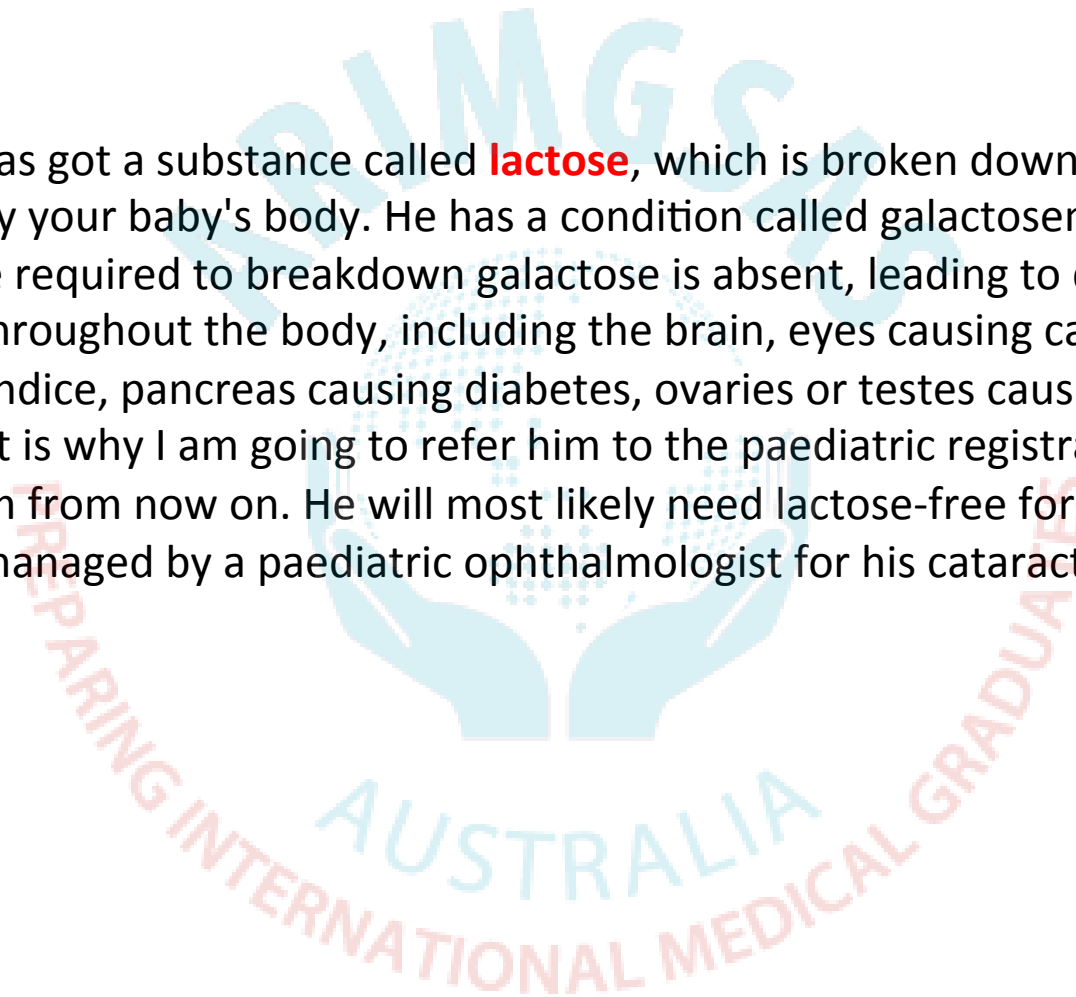 as got a substance called lactose, which is broken down
y your baby's body. He has a condition called galactosem
e required to breakdown galactose is absent, leading to
hroughout the body, including the brain, eyes causing ca
ndice, pancreas causing diabetes, ovaries or testes caus
t is why I am going to refer him to the paediatric registra
n from now on. He will most likely need lactose-free for
managed by a paediatric ophthalmologist for his cataract
ARIMGSAS
AUSTRALIA
PREPARING INTERNATIONAL MEDICAL GRADUATES